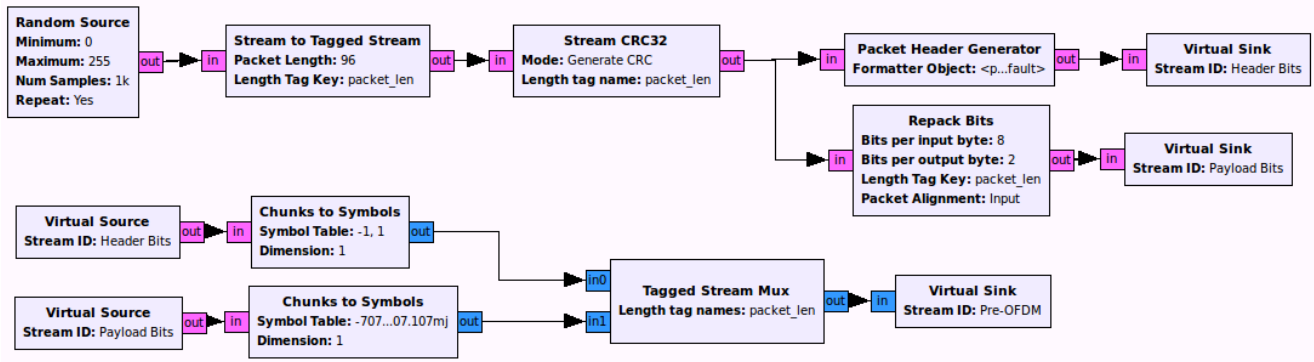 Random Source
Minimum: 0
Maximum: 255
Num Samples: 1k
Repeat: Yes
out
in
Stream to Tagged Stream
Packet Length: 96
Length Tag Key: packet_len
out
in
Stream CRC32
Mode: Generate CRC
Length tag name: packet_len
out
in
Packet Header Generator
Formatter Object: <p...fault>
out
in
Virtual Sink
Stream ID: Header Bits
in
Repack Bits
Bits per input byte: 8
Bits per output byte: 2
Length Tag Key: packet_len
Packet Alignment: Input
out
in
Virtual Sink
Stream ID: Payload Bits
Virtual Source
Stream ID: Header Bits
out
in
Chunks to Symbols
Symbol Table: -1, 1
Dimension: 1
out
Virtual Source
Stream ID: Payload Bits
out
in
Chunks to Symbols
Symbol Table: -707...07.107mj
Dimension: 1
out
in0
in1
Tagged Stream Mux
Length tag names: packet_len
out
in
Virtual Sink
Stream ID: Pre-OFDM